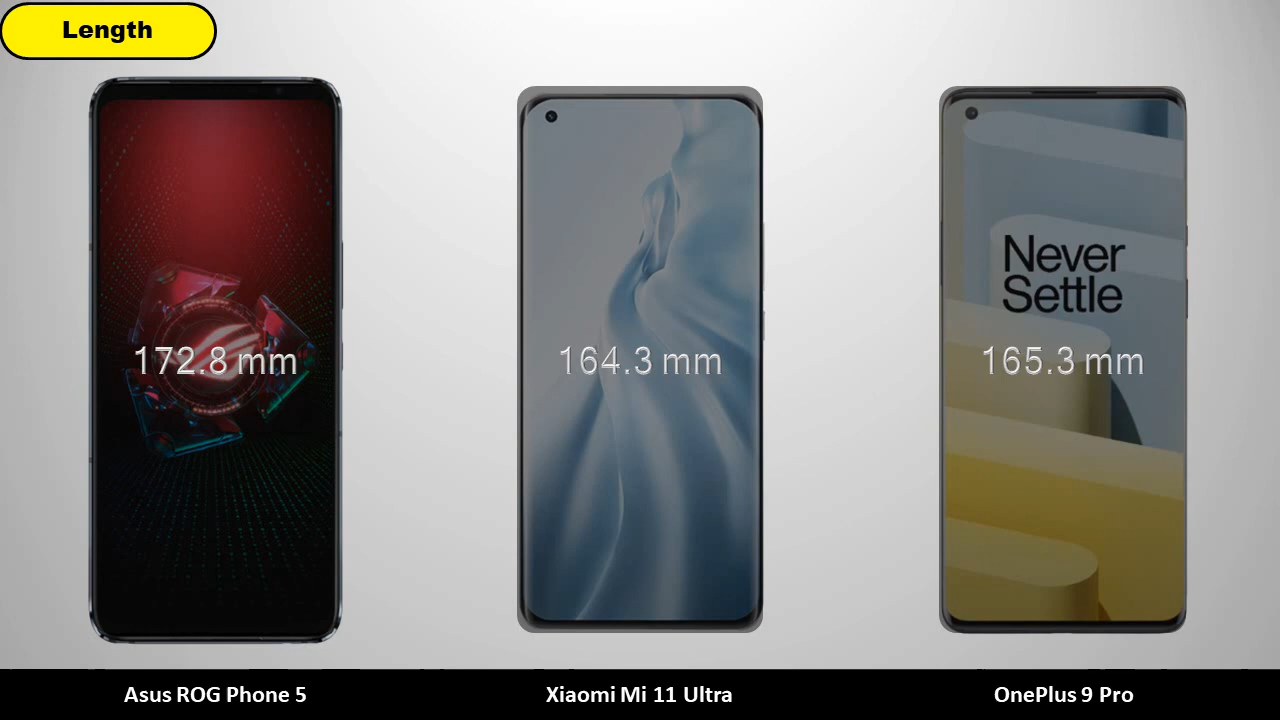 Length
Never
Settle
172.8 mm
164.3 mm
165.3 mm
Asus ROG Phone 5
Xiaomi Mi 11 Ultra
OnePlus 9 Pro